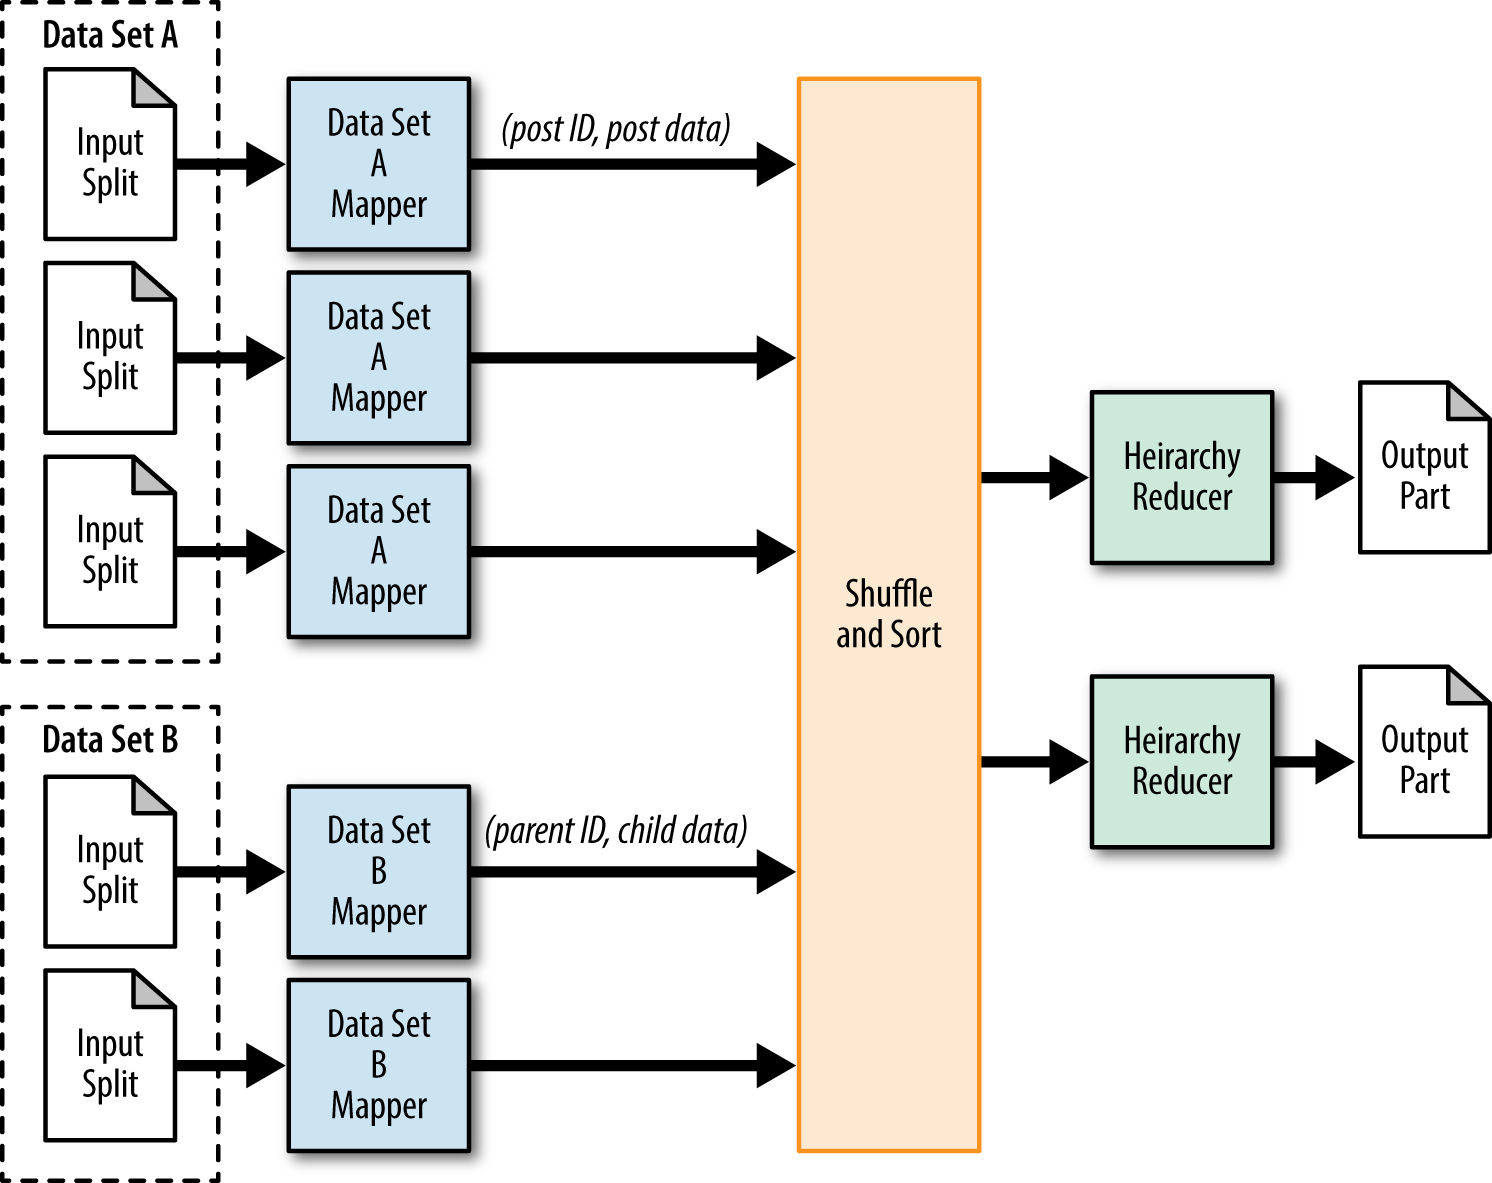 Data Set A
Input
Split
Data Set
A
Mapper
(post ID, post data)
Input
Split
Data Set
A
Mapper
Input
Split
Data Set
A
Mapper
Shuffle
and Sort
Heirarchy
Reducer
Output
Part
Data Set B
Input
Split
Data Set
B
Mapper
(parent ID, child data)
Input
Split
Data Set
B
Mapper
Heirarchy
Reducer
Output
Part